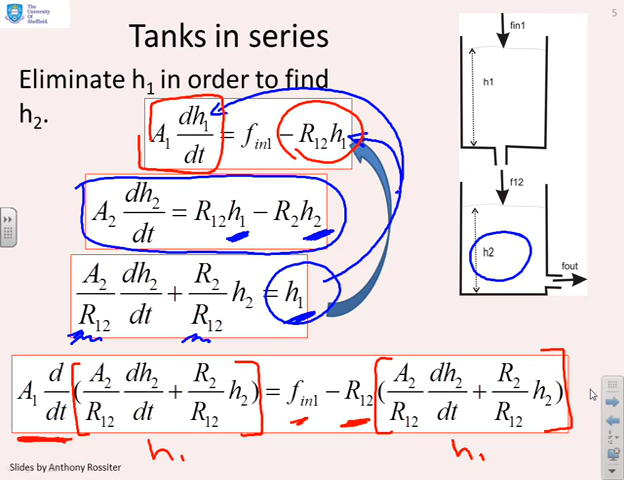 The
University
Of
Sheffield.
5
Tanks in series
Eliminate h₁ in order to find
h₂.
A₁ dh₁/dt = f_in1 − R₁₂h₁
A₂ dh₂/dt = R₁₂h₁ − R₂h₂
A₂/R₁₂ dh₂/dt + R₂/R₁₂ h₂ = h₁
A₁ d/dt (A₂/R₁₂ dh₂/dt + R₂/R₁₂ h₂) = f_in1 − R₁₂(A₂/R₁₂ dh₂/dt + R₂/R₁₂ h₂)
h₁ h₁
fin1
h1
f12
h2
fout
Slides by Anthony Rossiter